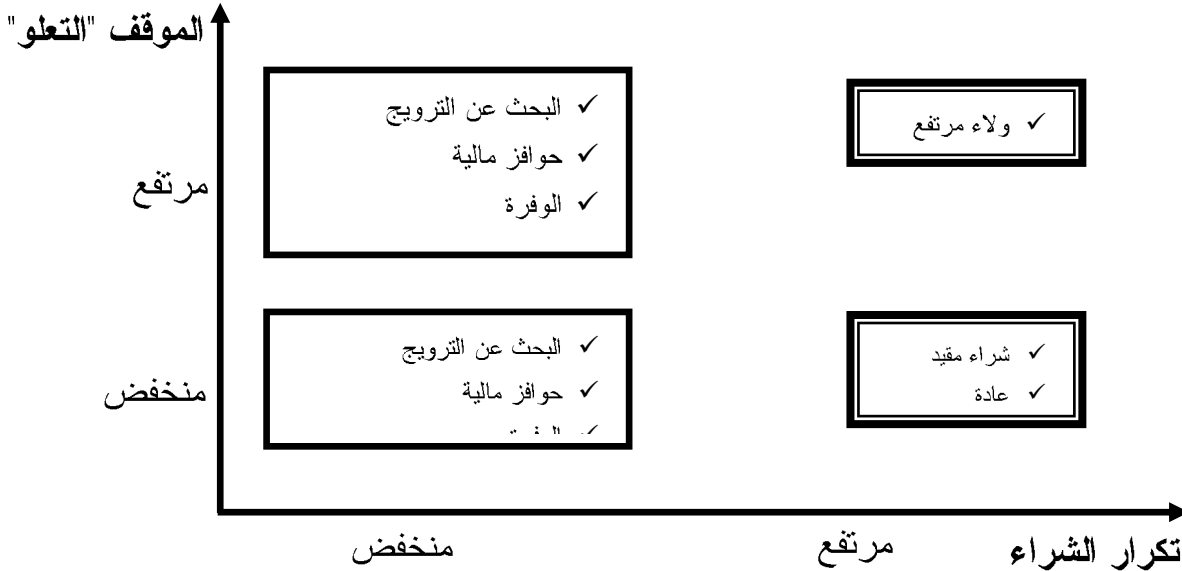 الموقف "التعلو"
✓ البحث عن الترويج
✓ حوافز مالية
✓ الوفرة
✓ ولاء مرتفع
مرتفع
✓ البحث عن الترويج
✓ حوافز مالية
✓ شراء مقيد
✓ عادة
منخفض
منخفض
مرتفع
تكرار الشراء